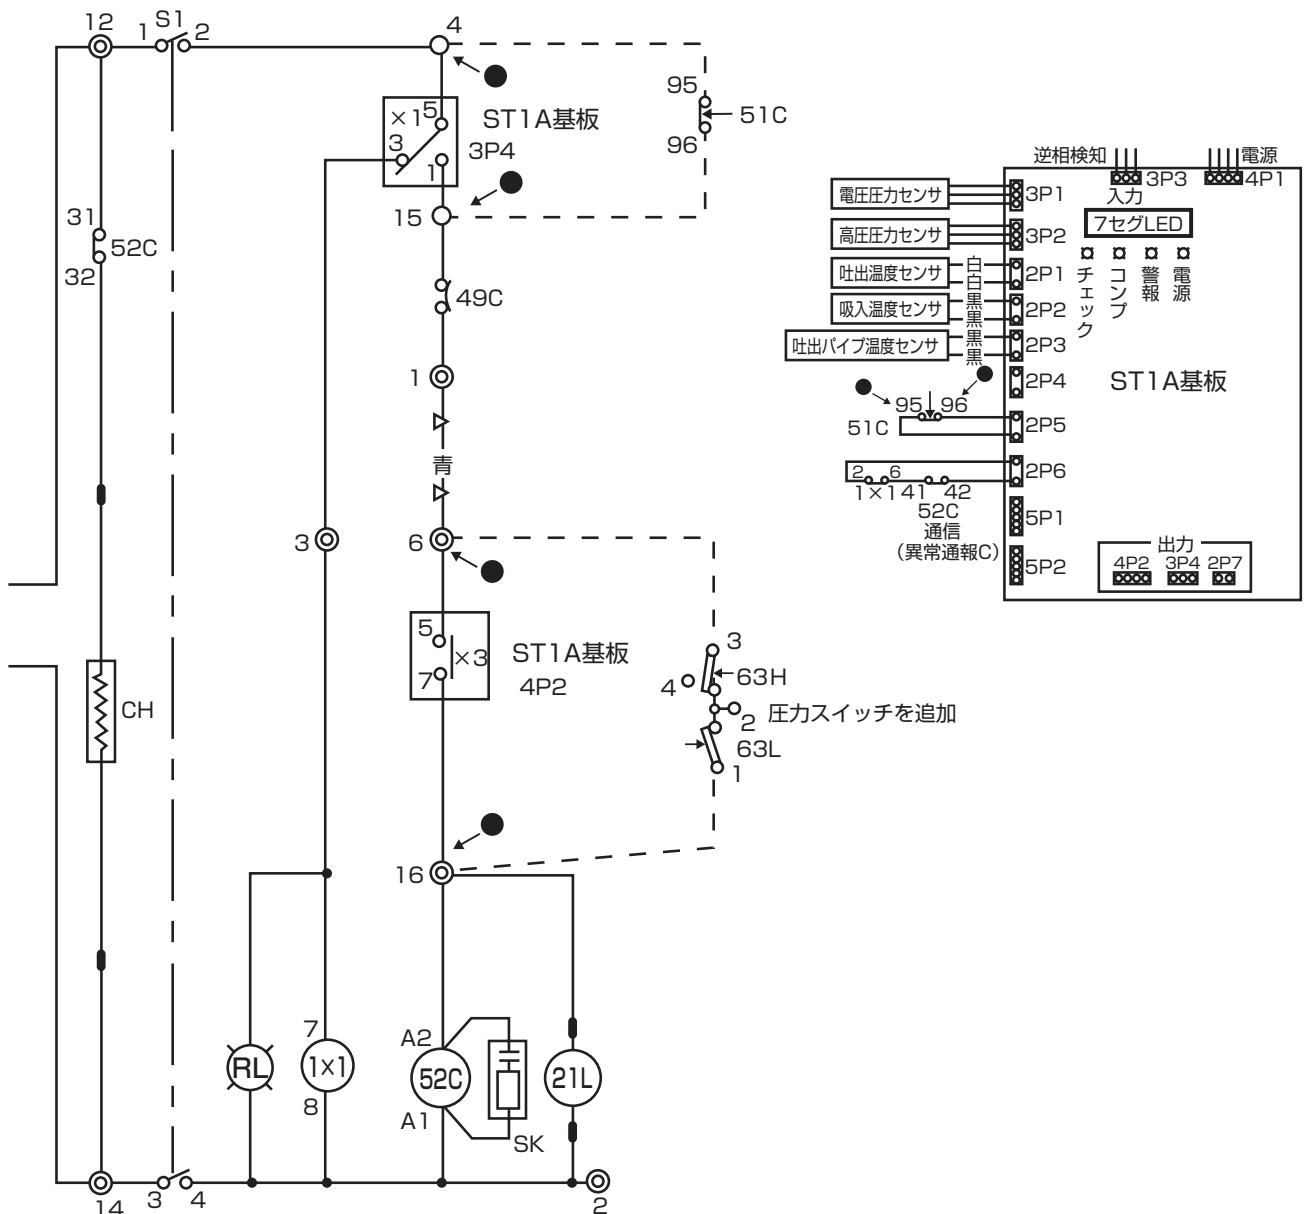 12
1
S1
2
4
95
51C
96
×1
5
ST1A基板
3
3P4
1
15
31
52C
32
49C
1
青
3
6
5
×3
7
ST1A基板
4P2
3
63H
4
2
圧力スイッチを追加
63L
1
CH
16
7
RL
1×1
8
A2
52C
A1
SK
21L
14
3
4
2
逆相検知
電源
3P3
4P1
入力
電圧圧力センサ
3P1
7セグLED
高圧圧力センサ
3P2
吐出温度センサ
白
白
2P1
チェック
コンプ
警報
電源
吸入温度センサ
黒
黒
2P2
吐出パイプ温度センサ
黒
黒
2P3
2P4
ST1A基板
95
96
51C
2P5
2
6
2P6
1×1
41
42
52C
通信
(異常通報C)
5P1
5P2
出力
4P2
3P4
2P7